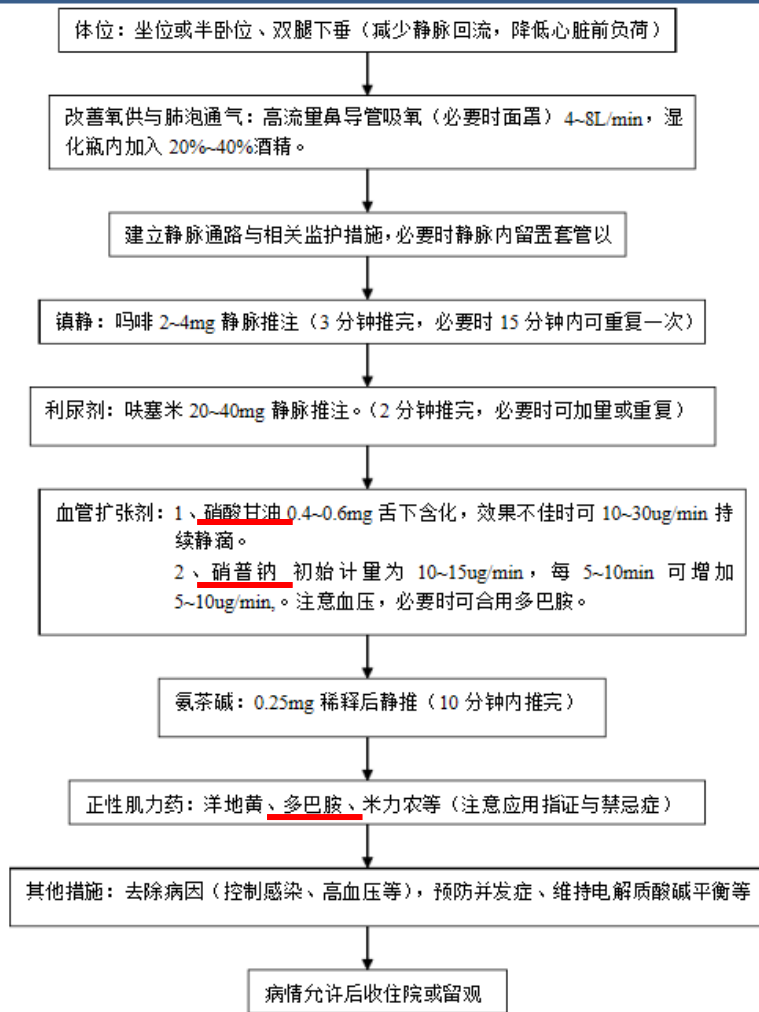 体位：坐位或半卧位、双腿下垂（减少静脉回流，降低心脏前负荷）
改善氧供与肺泡通气：高流量鼻导管吸氧（必要时面罩）4~8L/min，湿
化瓶内加入 20%~40%酒精。
建立静脉通路与相关监护措施，必要时静脉内留置套管以
镇静：吗啡 2~4mg 静脉推注（3 分钟推完，必要时 15 分钟内可重复一次）
利尿剂：呋塞米 20~40mg 静脉推注。（2 分钟推完，必要时可加量或重复）
血管扩张剂：1、硝酸甘油 0.4~0.6mg 舌下含化，效果不佳时可 10~30ug/min 持
续静滴。
2、硝普钠 初始计量为 10~15ug/min，每 5~10min 可增加
5~10ug/min,。注意血压，必要时可合用多巴胺。
氨茶碱：0.25mg 稀释后静推（10 分钟内推完）
正性肌力药：洋地黄、多巴胺、米力农等（注意应用指证与禁忌症）
其他措施：去除病因（控制感染、高血压等），预防并发症、维持电解质酸碱平衡等
病情允许后收住院或留观